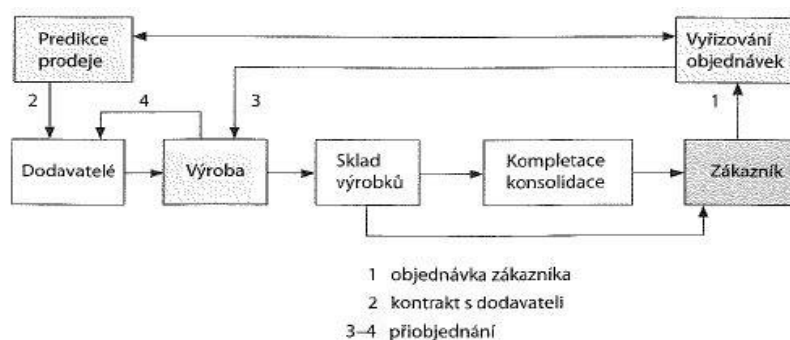 Predikce
prodeje
Vyřizování
objednávek
2
4
3
1
Dodavatelé
Výroba
Sklad
výrobků
Kompletace
konsolidace
Zákazník
1 objednávka zákazníka
2 kontrakt s dodavateli
3–4 přiobjednání